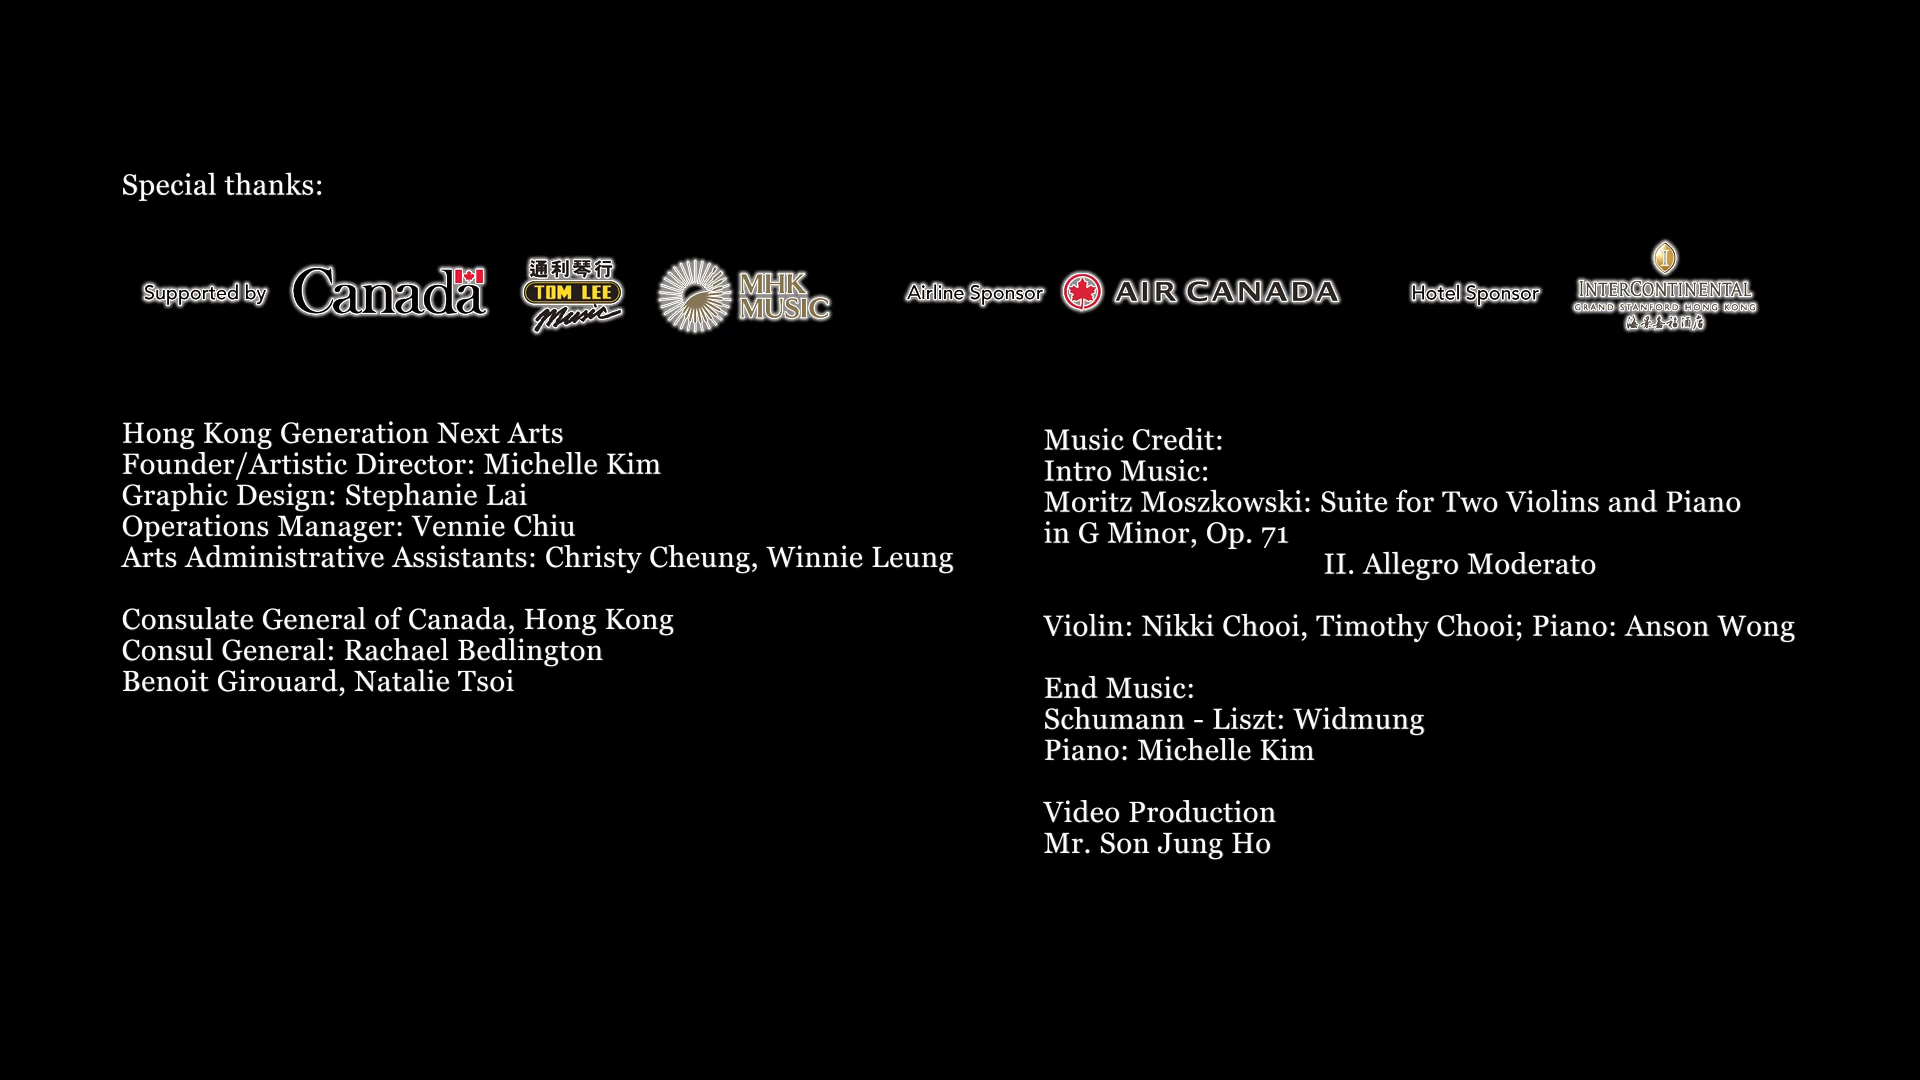 Special thanks:
Supported by
Canada
通利琴行
TOM LEE
Music
MHK
MUSIC
Airline Sponsor
AIR CANADA
Hotel Sponsor
INTERCONTINENTAL
GRAND STANFORD HONG KONG
Hong Kong Generation Next Arts
Founder/Artistic Director: Michelle Kim
Graphic Design: Stephanie Lai
Operations Manager: Vennie Chiu
Arts Administrative Assistants: Christy Cheung, Winnie Leung
Consulate General of Canada, Hong Kong
Consul General: Rachael Bedlington
Benoit Girouard, Natalie Tsoi
Music Credit:
Intro Music:
Moritz Moszkowski: Suite for Two Violins and Piano
in G Minor, Op. 71
II. Allegro Moderato
Violin: Nikki Chooi, Timothy Chooi; Piano: Anson Wong
End Music:
Schumann - Liszt: Widmung
Piano: Michelle Kim
Video Production
Mr. Son Jung Ho